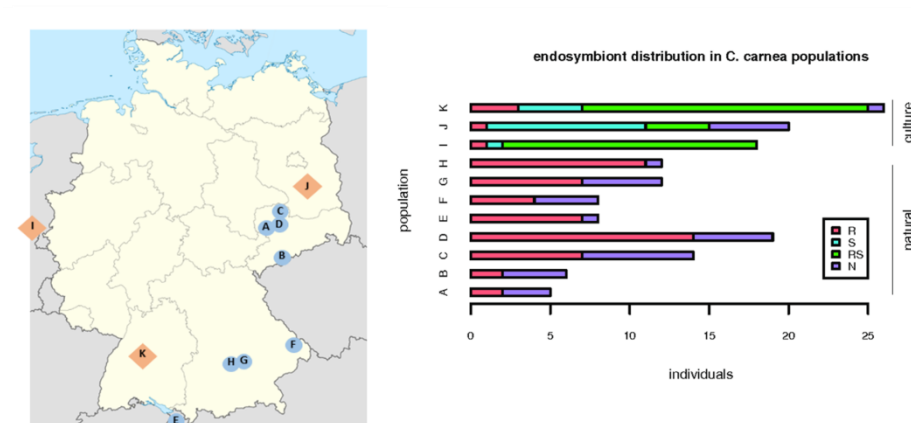 I
J
C
A
D
B
K
H
G
F
E
endosymbiont distribution in C. carnea populations
population
K
J
I
H
G
F
E
D
C
B
A
culture
natural
R
S
RS
N
0 5 10 15 20 25
individuals